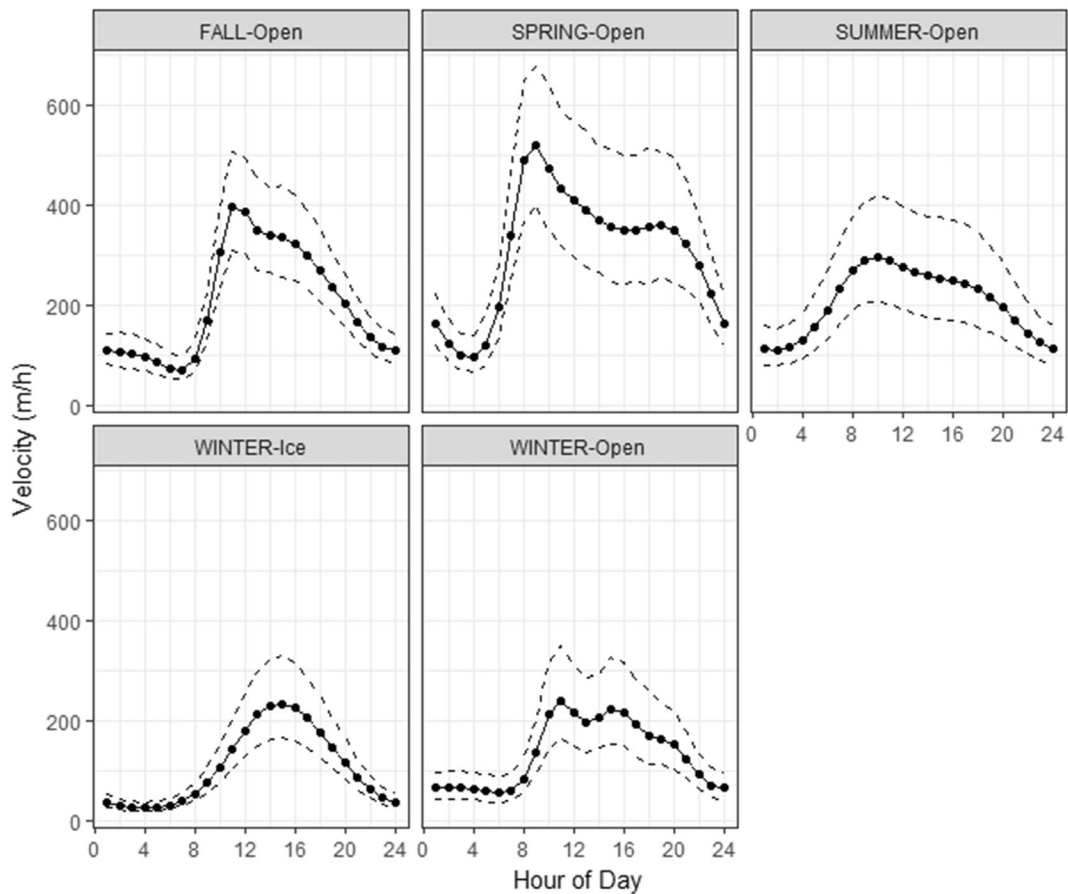 FALL-Open SPRING-Open SUMMER-Open
600
400
200
0
0 4 8 12 16 20 24
WINTER-Ice WINTER-Open
600
400
200
0
0 4 8 12 16 20 24 0 4 8 12 16 20 24
Velocity (m/h)
Hour of Day